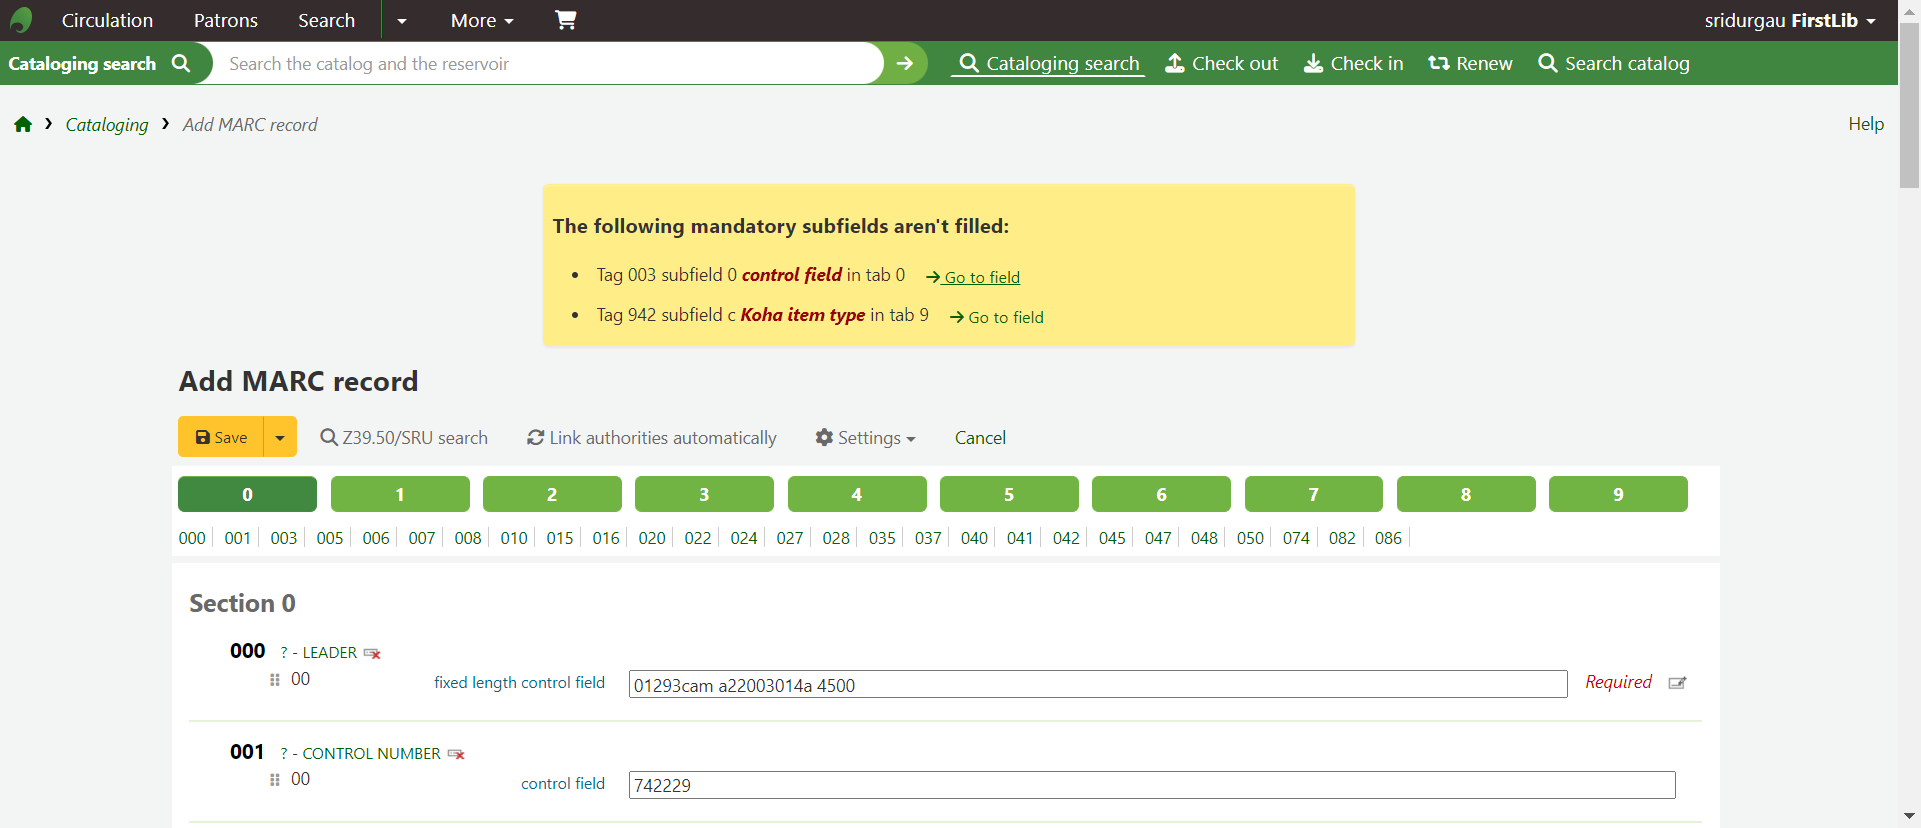 Circulation Patrons Search More sridurgau FirstLib
Cataloging search Search the catalog and the reservoir Cataloging search Check out Check in Renew Search catalog
Cataloging Add MARC record Help
The following mandatory subfields aren't filled:
• Tag 003 subfield 0 control field in tab 0 Go to field
• Tag 942 subfield c Koha item type in tab 9 Go to field
Add MARC record
Save Z39.50/SRU search Link authorities automatically Settings Cancel
0 1 2 3 4 5 6 7 8 9
000 001 003 005 006 007 008 010 015 016 020 022 024 027 028 035 037 040 041 042 045 047 048 050 074 082 086
Section 0
000 ? - LEADER
00 fixed length control field 01293cam a22003014a 4500 Required
001 ? - CONTROL NUMBER
00 control field 742229